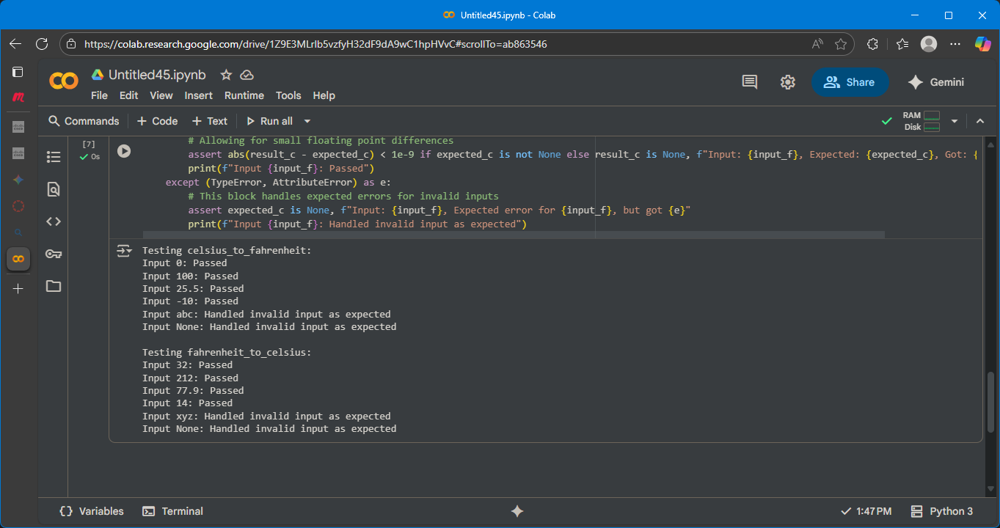 Untitled45.ipynb - Colab
https://colab.research.google.com/drive/1Z9E3MLrIb5vzfyH32dF9dA9wC1hpHVvC#scrollTo=ab863546
Untitled45.ipynb
File Edit View Insert Runtime Tools Help
Share
Gemini
Commands + Code + Text Run all
RAM
Disk
[7]
0s
# Allowing for small floating point differences
assert abs(result_c - expected_c) < 1e-9 if expected_c is not None else result_c is None, f"Input: {input_f}, Expected: {expected_c}, Got: {
print(f"Input {input_f}: Passed")
except (TypeError, AttributeError) as e:
# This block handles expected errors for invalid inputs
assert expected_c is None, f"Input: {input_f}, Expected error for {input_f}, but got {e}"
print(f"Input {input_f}: Handled invalid input as expected")
Testing celsius_to_fahrenheit:
Input 0: Passed
Input 100: Passed
Input 25.5: Passed
Input -10: Passed
Input abc: Handled invalid input as expected
Input None: Handled invalid input as expected
Testing fahrenheit_to_celsius:
Input 32: Passed
Input 212: Passed
Input 77.9: Passed
Input 14: Passed
Input xyz: Handled invalid input as expected
Input None: Handled invalid input as expected
Variables
Terminal
1:47 PM
Python 3